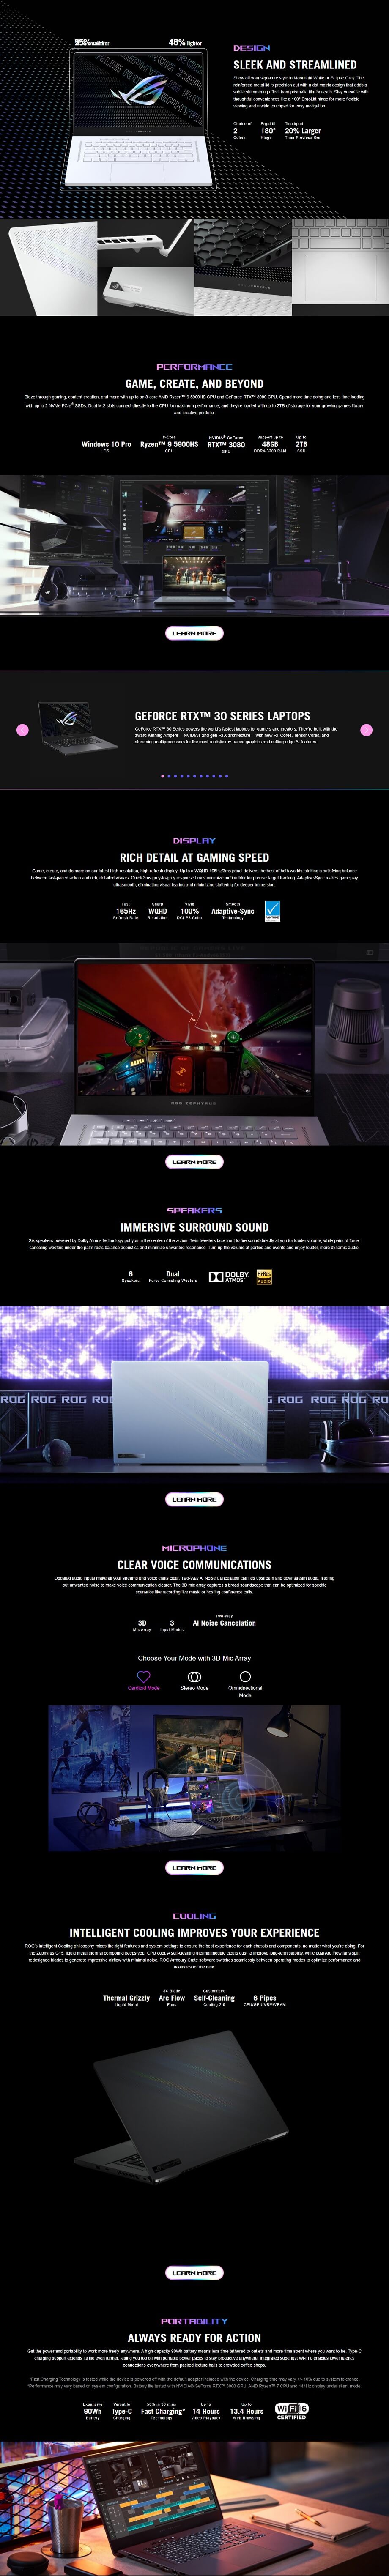 DESIGN
SLEEK AND STREAMLINED
Show off your signature style in Moonlight White or Eclipse Gray. The
reinforced metal lid is precision cut with a dot matrix design that adds a
subtle shimmering effect from prismatic film beneath. Stay versatile with
thoughtful conveniences like a 180° ErgoLift hinge for more flexible
viewing and a wide touchpad for easy navigation.
Choice of
2
Colors
ErgoLift
180°
Hinge
Touchpad
20% Larger
Than Previous Gen
PERFORMANCE
GAME, CREATE, AND BEYOND
Blaze through gaming, content creation, and more with up to an 8-core AMD Ryzen™ 9 5900HS CPU and GeForce RTX™ 3080 GPU. Spend more time doing and less time loading
with up to 2 NVMe PCIe® SSDs. Dual M.2 slots connect directly to the CPU for maximum performance, and they're loaded with up to 2TB of storage for your growing games library
and creative portfolio.
Windows 10 Pro
OS
8-Core
Ryzen™ 9 5900HS
CPU
NVIDIA® GeForce
RTX™ 3080
GPU
Support up to
48GB
DDR4-3200 RAM
Up to
2TB
SSD
LEARN MORE
GEFORCE RTX™ 30 SERIES LAPTOPS
GeForce RTX™ 30 Series powers the world's fastest laptops for gamers and creators. They're built with the
award-winning Ampere —NVIDIA's 2nd gen RTX architecture —with new RT Cores, Tensor Cores, and
streaming multiprocessors for the most realistic ray-traced graphics and cutting-edge AI features.
DISPLAY
RICH DETAIL AT GAMING SPEED
Game, create, and do more on our latest high-resolution, high-refresh display. Up to a WQHD 165Hz/3ms panel delivers the best of both worlds, striking a satisfying balance
between fast-paced action and rich, detailed visuals. Quick 3ms grey-to-grey response times minimize motion blur for precise target tracking. Adaptive-Sync makes gameplay
ultrasmooth, eliminating visual tearing and minimizing stuttering for deeper immersion.
Fast
165Hz
Refresh Rate
Sharp
WQHD
Resolution
Vivid
100%
DCI-P3 Color
Smooth
Adaptive-Sync
Technology
ROG ZEPHYRUS
LEARN MORE
SPEAKERS
IMMERSIVE SURROUND SOUND
Six speakers powered by Dolby Atmos technology put you in the center of the action. Twin tweeters face front to fire sound directly at you for louder volume, while pairs of force-
canceling woofers under the palm rests balance acoustics and minimize unwanted resonance. Turn up the volume at parties and events and enjoy louder, more dynamic audio.
6
Speakers
Dual
Force-Canceling Woofers
DOLBY
ATMOS
Hi-Res
AUDIO
LEARN MORE
MICROPHONE
CLEAR VOICE COMMUNICATIONS
Updated audio inputs make all your streams and voice chats clear. Two-Way AI Noise Cancelation clarifies upstream and downstream audio, filtering
out unwanted noise to make voice communication clearer. The 3D mic array captures a broad soundscape that can be optimized for specific
scenarios like recording live music or hosting conference calls.
3D
Mic Array
3
Input Modes
Two-Way
AI Noise Cancelation
Choose Your Mode with 3D Mic Array
Cardioid Mode
Stereo Mode
Omnidirectional
Mode
LEARN MORE
COOLING
INTELLIGENT COOLING IMPROVES YOUR EXPERIENCE
ROG's Intelligent Cooling philosophy mixes the right features and system settings to ensure the best experience for each chassis and its components, no matter what you're doing. For
the Zephyrus G15, liquid metal thermal compound keeps your CPU cool. A self-cleaning thermal module clears dust to improve long-term stability, while dual Arc Flow fans spin
redesigned blades to generate impressive airflow with minimal noise. ROG Armoury Crate software switches seamlessly between operating modes to optimize performance and
acoustics for the task.
Thermal Grizzly
Liquid Metal
84-Blade
Arc Flow
Fans
Customized
Self-Cleaning
Cooling 2.0
6 Pipes
CPU/GPU/VRM/VRAM
LEARN MORE
PORTABILITY
ALWAYS READY FOR ACTION
Get the power and portability to work more freely anywhere. A high-capacity 90Wh battery means less time tethered to outlets and more time spent where you want to be. Type-C
charging support extends its life even further, letting you top off with portable power packs to stay productive anywhere. Integrated superfast Wi-Fi 6 enables lower latency
connections everywhere from packed lecture halls to crowded coffee shops.
*Fast Charging Technology is tested while the device is powered off with the default adapter included with the device. Charging time may vary +/- 10% due to system tolerance.
*Performance may vary based on system configuration. Battery life tested with NVIDIA® GeForce RTX™ 3060 GPU, AMD Ryzen™ 7 CPU and 144Hz display under silent mode.
Expansive
90Wh
Battery
Versatile
Type-C
Charging
50% in 30 mins
Fast Charging*
Technology
Up to
14 Hours
Video Playback
Up to
13.4 Hours
Web Browsing
Wi Fi 6
CERTIFIED